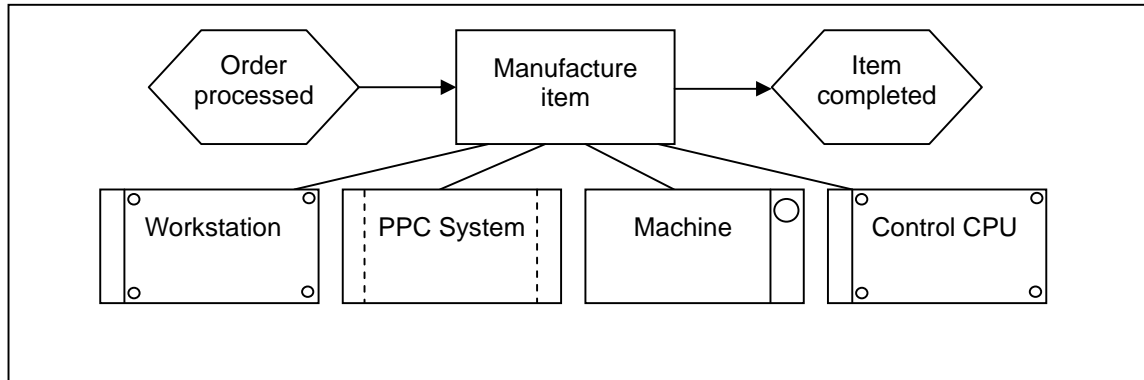 Order
processed
Manufacture
item
Item
completed
Workstation
PPC System
Machine
Control CPU